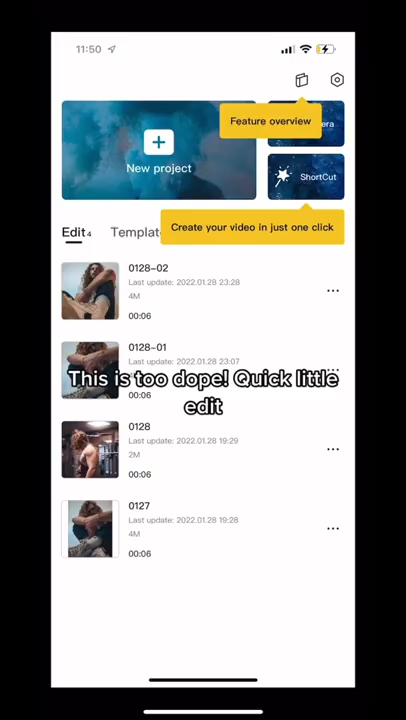 11:50
Feature overview
era
New project
ShortCut
Create your video in just one click
Edit 4
Templat
0128-02
Last update: 2022.01.28 23:28
4M
00:06
0128-01
Last update: 2022.01.28 23:07
This is too dope! Quick little
edit
00:06
0128
Last update: 2022.01.28 19:29
2M
00:06
0127
Last update: 2022.01.28 19:28
4M
00:06